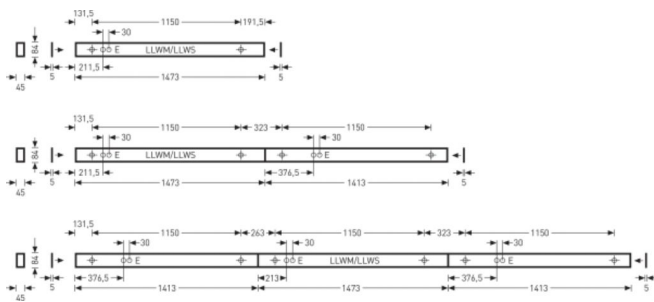 131,5 1150 191,5
30
84 E LLWM/LLWS
5 211,5 5
45 1473
131,5 1150 323 1150
30 30
84 E LLWM/LLWS E
5 211,5 376,5 5
45 1473 1413
131,5 1150 263 1150 323 1150
30 30 30
84 E E LLWM/LLWS E
5 376,5 213 376,5 5
45 1413 1473 1413